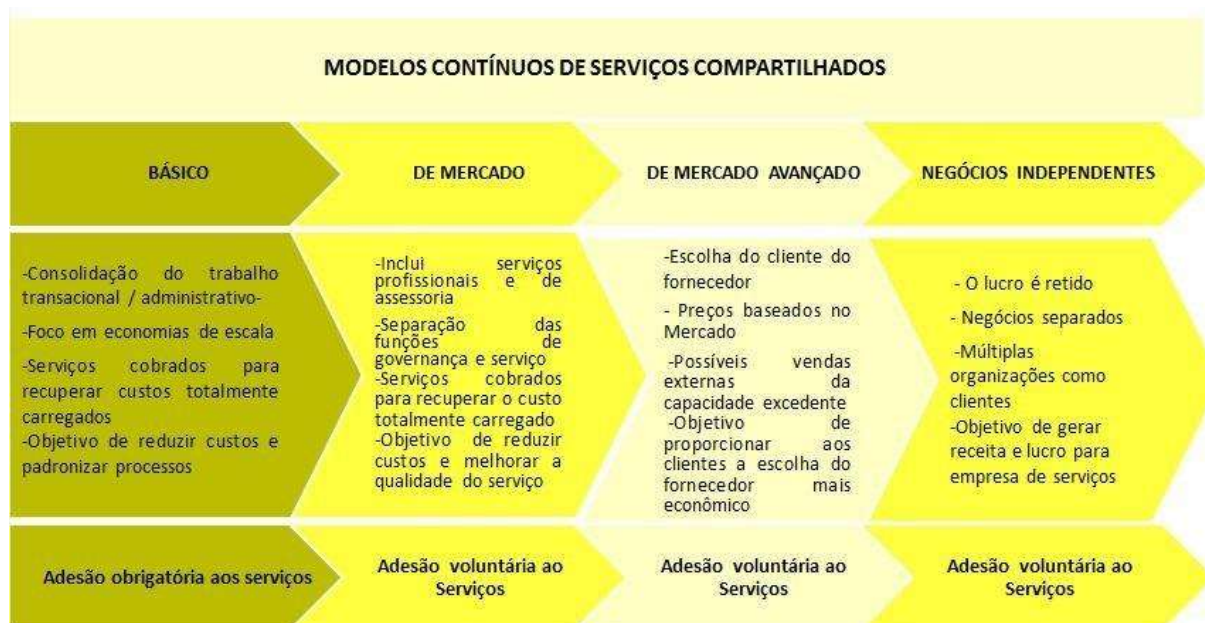 MODELOS CONTÍNUOS DE SERVIÇOS COMPARTILHADOS
BÁSICO
DE MERCADO
DE MERCADO AVANÇADO
NEGÓCIOS INDEPENDENTES
-Consolidação do trabalho
transacional / administrativo-
-Foco em economias de escala
-Serviços cobrados para
recuperar custos totalmente
carregados
-Objetivo de reduzir custos e
padronizar processos
-Inclui serviços
profissionais e de
assessoria
-Separação das
funções de
governança e serviço
-Serviços cobrados
para recuperar o custo
totalmente carregado
-Objetivo de reduzir
custos e melhorar a
qualidade do serviço
-Escolha do cliente do
fornecedor
- Preços baseados no
Mercado
-Possíveis vendas
externas da
capacidade excedente
-Objetivo de
proporcionar aos
clientes a escolha do
fornecedor mais
econômico
- O lucro é retido
- Negócios separados
-Múltiplas
organizações como
clientes
-Objetivo de gerar
receita e lucro para
empresa de serviços
Adesão obrigatória aos serviços
Adesão voluntária ao
Serviços
Adesão voluntária ao
Serviços
Adesão voluntária ao
Serviços